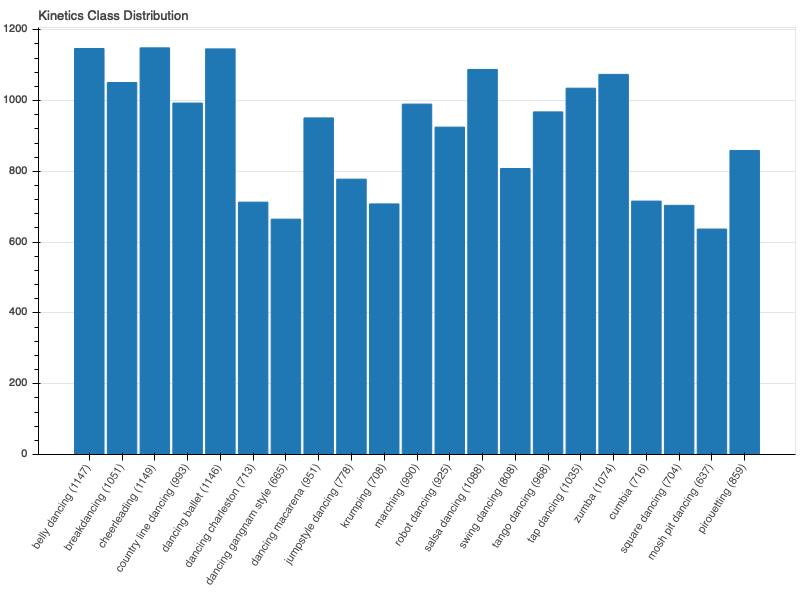 Kinetics Class Distribution
1200
1000
800
600
400
200
0
belly dancing (1147)
breakdancing (1051)
cheerleading (1149)
country line dancing (993)
dancing ballet (1146)
dancing charleston (713)
dancing gangnam style (665)
dancing macarena (951)
jumpstyle dancing (778)
krumping (708)
marching (990)
robot dancing (925)
salsa dancing (1088)
swing dancing (808)
tango dancing (968)
tap dancing (1035)
zumba (1074)
cumbia (716)
square dancing (704)
mosh pit dancing (637)
pirouetting (859)